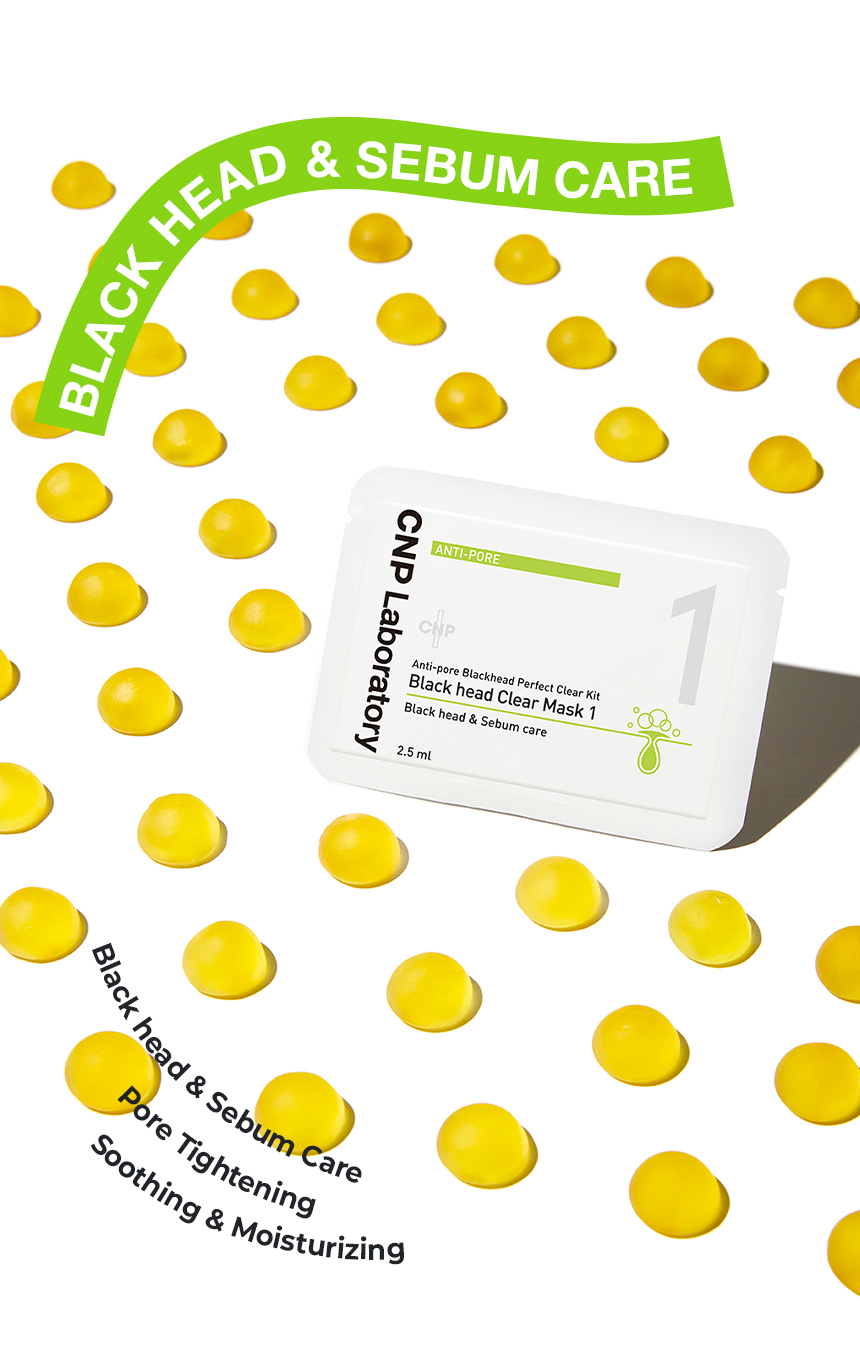 BLACK HEAD & SEBUM CARE
CNP Laboratory
ANTI-PORE
1
CNP
Anti-pore Blackhead Perfect Clear Kit
Black head Clear Mask 1
Black head & Sebum care
2.5 ml
Black head & Sebum Care
Pore Tightening
Soothing & Moisturizing